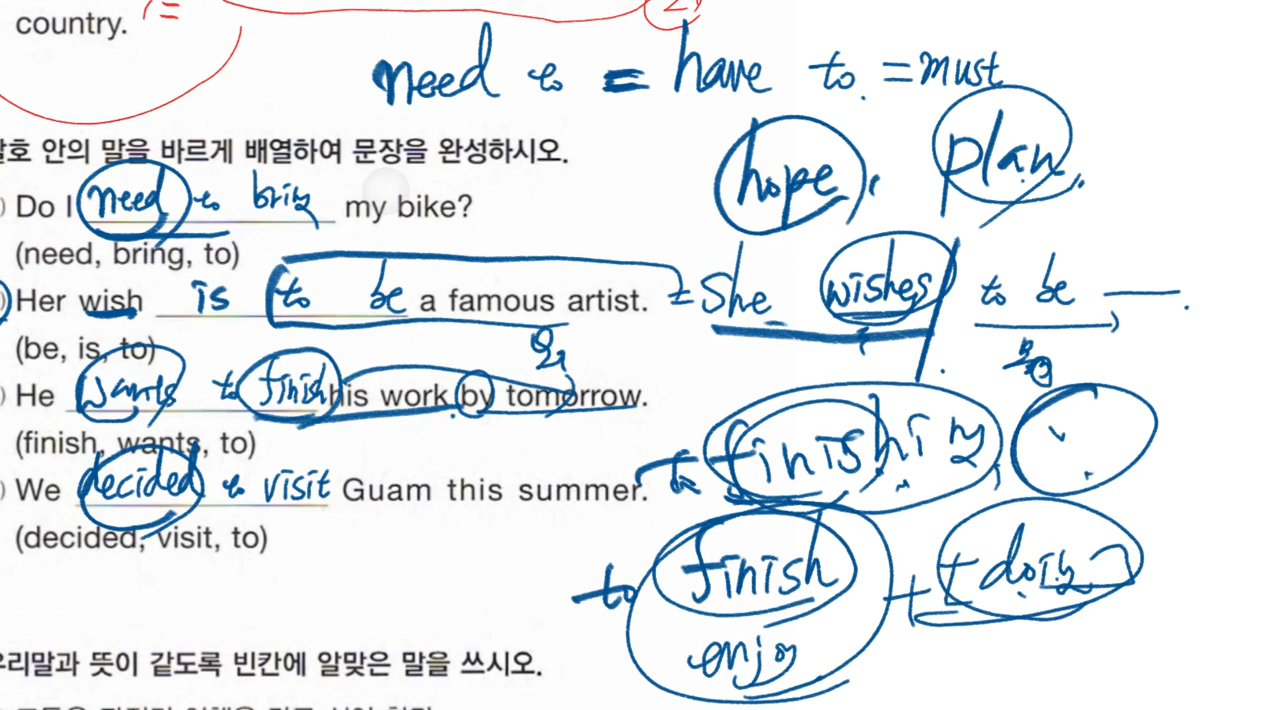 country.
need to = have to. = must
괄호 안의 말을 바르게 배열하여 문장을 완성하시오.
hope, plan,
) Do I need to bring my bike?
(need, bring, to)
) Her wish is to be a famous artist. = She wishes to be ―.
(be, is, to)
) He wants to finish his work by tomorrow.
(finish, wants, to)
to finishing
) We decided to visit Guam this summer.
(decided, visit, to)
to finish + doing
enjoy
우리말과 뜻이 같도록 빈칸에 알맞은 말을 쓰시오.